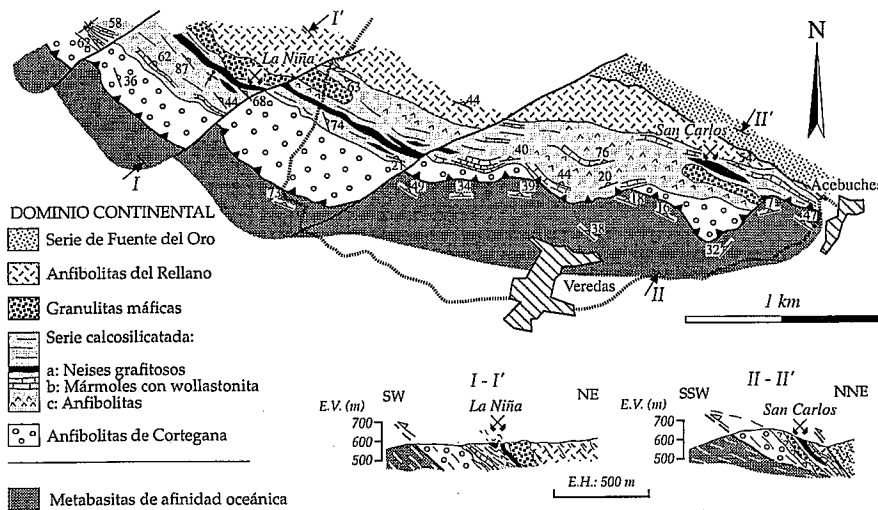 I'
N
58
62
62
87
36
44
La Niña
63
68
74
44
II'
San Carlos
54
76
40
44
20
I
73
49
34
39
18
16
7
47
32
38
Acebuches
Veredas
II
1 km
DOMINIO CONTINENTAL
Serie de Fuente del Oro
Anfibolitas del Rellano
Granulitas máficas
Serie calcosilicatada:
a: Neises grafitosos
b: Mármoles con wollastonita
c: Anfibolitas
Anfibolitas de Cortegana
Metabasitas de afinidad oceánica
I - I'
E.V. (m)
SW
NE
La Niña
700
600
500
II - II'
E.V. (m)
SSW
NNE
San Carlos
700
600
500
E.H.: 500 m